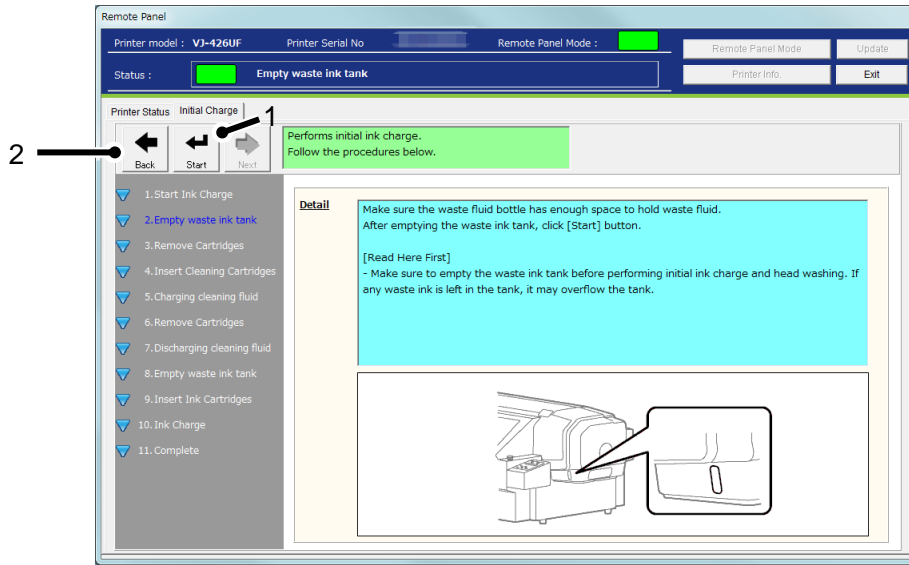 Remote Panel
Printer model : VJ-426UF Printer Serial No Remote Panel Mode :
Remote Panel Mode Update
Status : Empty waste ink tank
Printer Info. Exit
Printer Status Initial Charge
1
2
Back Start Next
Performs initial ink charge.
Follow the procedures below.
1.Start Ink Charge
2.Empty waste ink tank
3.Remove Cartridges
4.Insert Cleaning Cartridges
5.Charging cleaning fluid
6.Remove Cartridges
7.Discharging cleaning fluid
8.Empty waste ink tank
9.Insert Ink Cartridges
10.Ink Charge
11.Complete
Detail
Make sure the waste fluid bottle has enough space to hold waste fluid.
After emptying the waste ink tank, click [Start] button.
[Read Here First]
- Make sure to empty the waste ink tank before performing initial ink charge and head washing. If
any waste ink is left in the tank, it may overflow the tank.